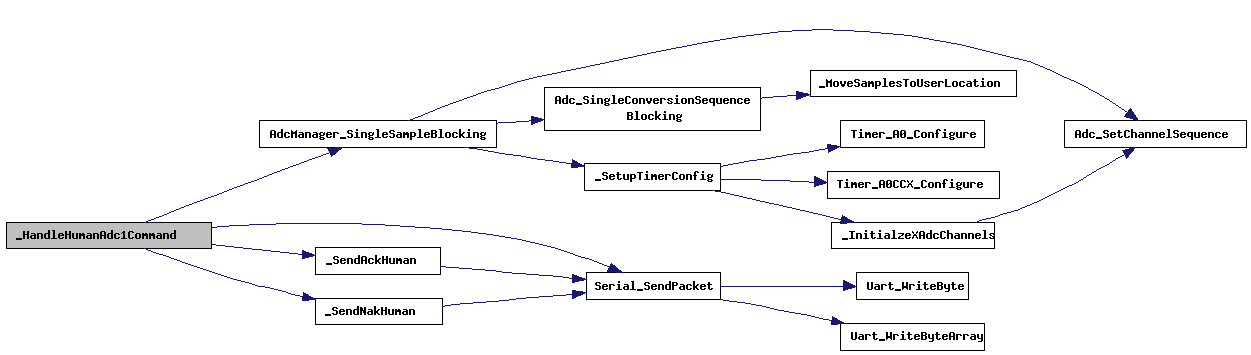 _HandleHumanAdc1Command
AdcManager_SingleSampleBlocking
_SendAckHuman
_SendNakHuman
Adc_SingleConversionSequence
Blocking
_SetupTimerConfig
Serial_SendPacket
_MoveSamplesToUserLocation
Timer_A0_Configure
Timer_A0CCX_Configure
_InitialzeXAdcChannels
Uart_WriteByte
Uart_WriteByteArray
Adc_SetChannelSequence